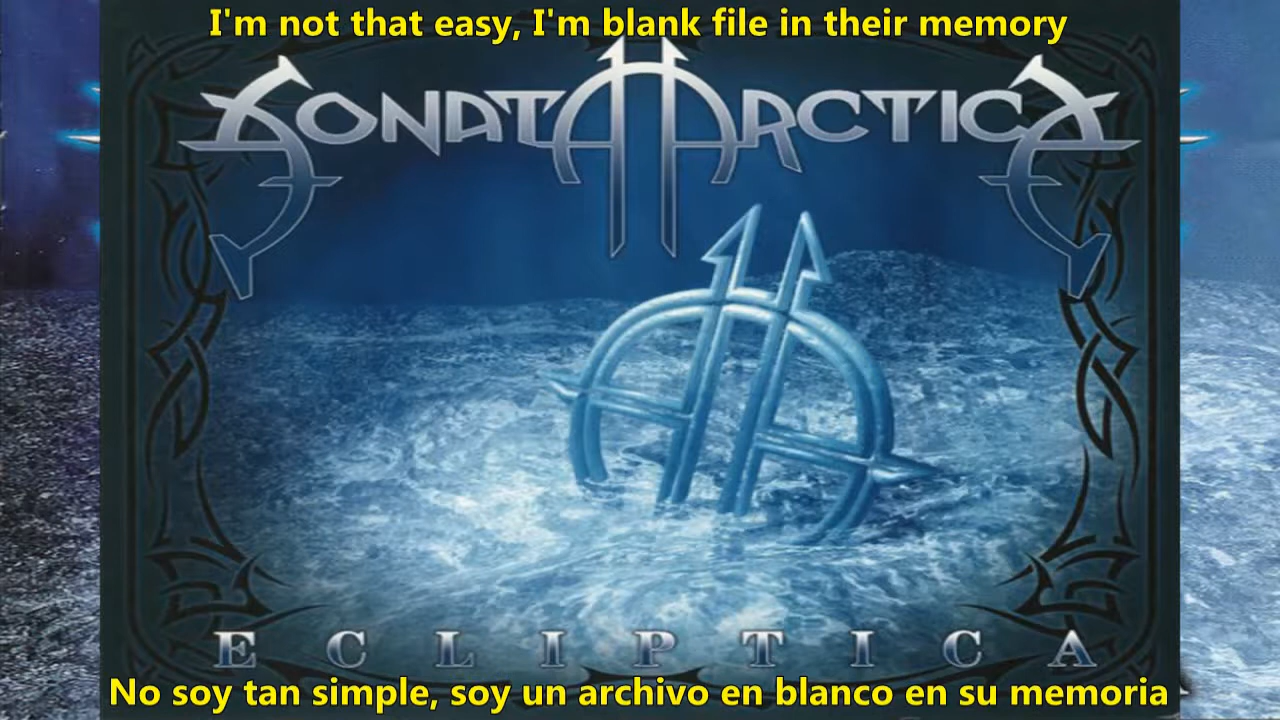 I'm not that easy, I'm blank file in their memory
SONATA ARCTICA
ECLIPTICA
No soy tan simple, soy un archivo en blanco en su memoria